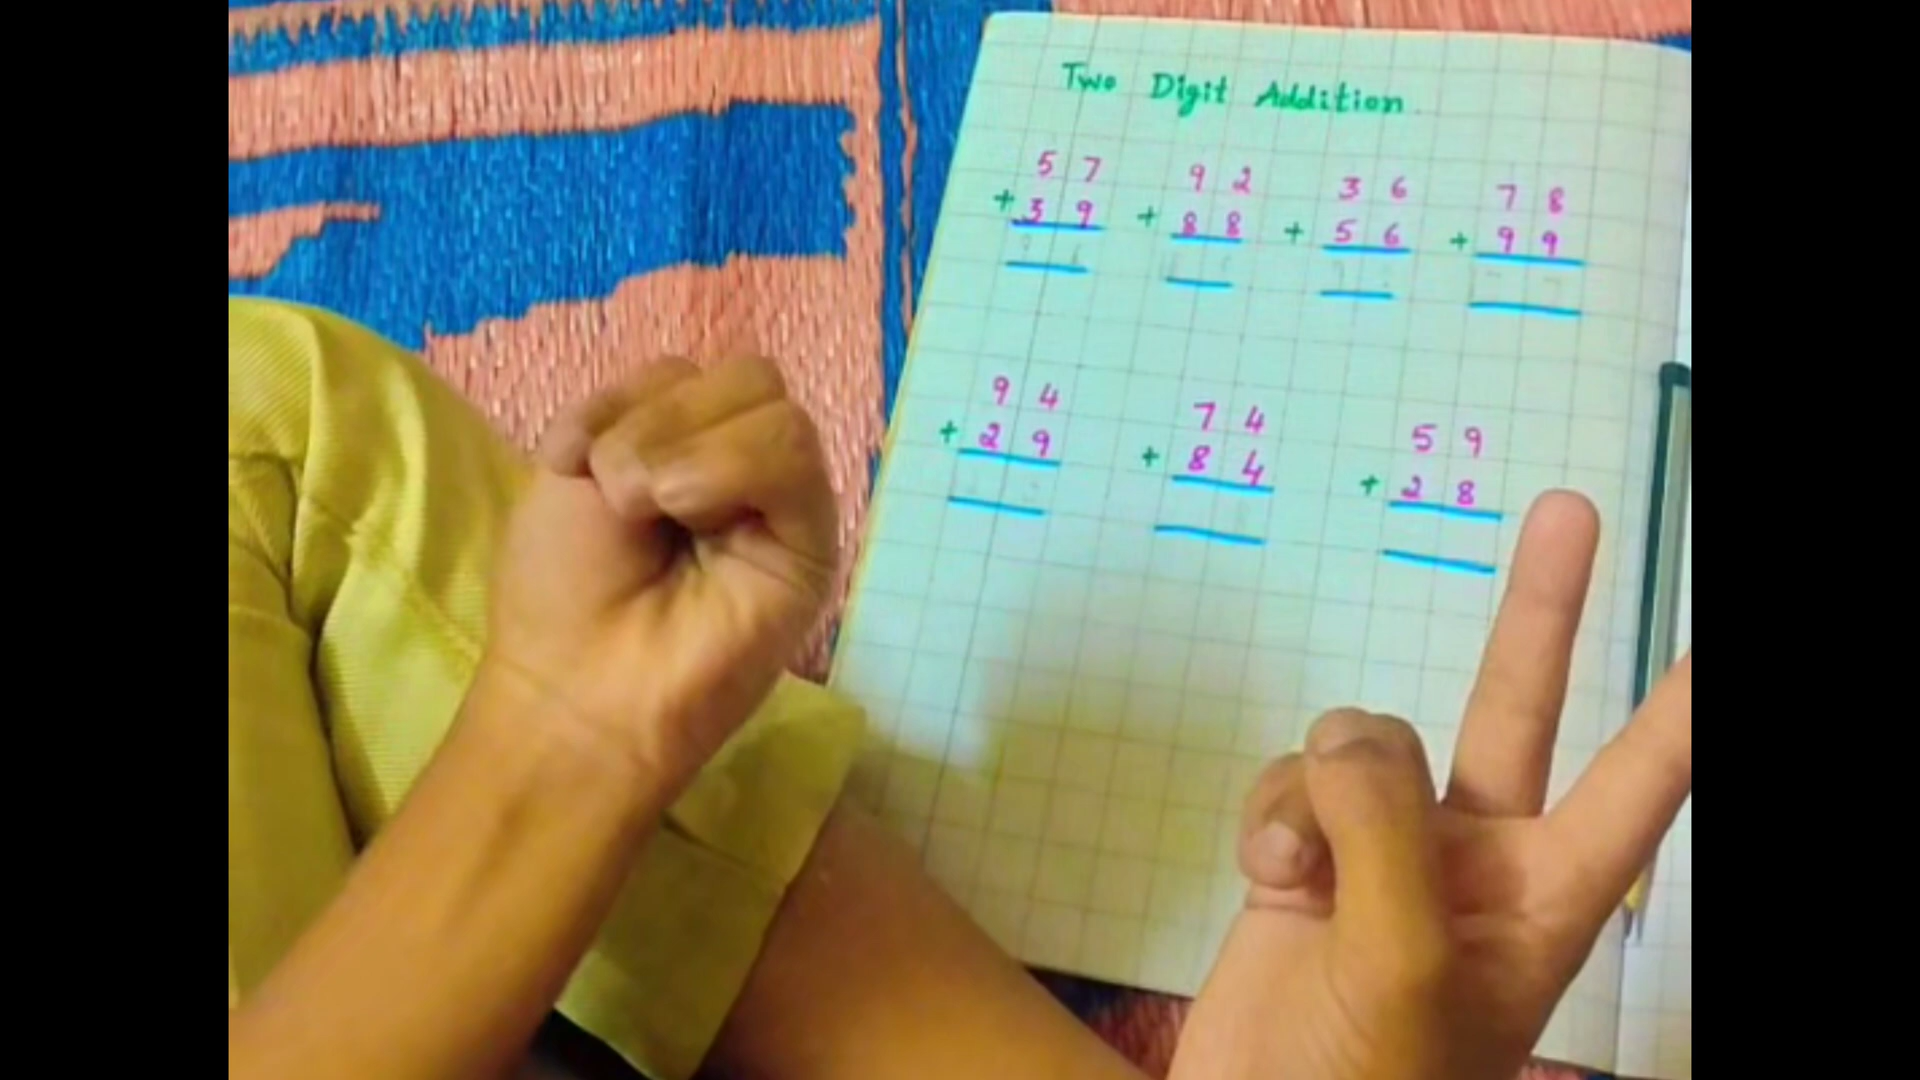 Two Digit Addition
5 7 9 2 3 6 7 8
+ 3 9 + 8 8 + 5 6 + 9 9
9 4 7 4 5 9
+ 2 9 + 8 4 + 2 8